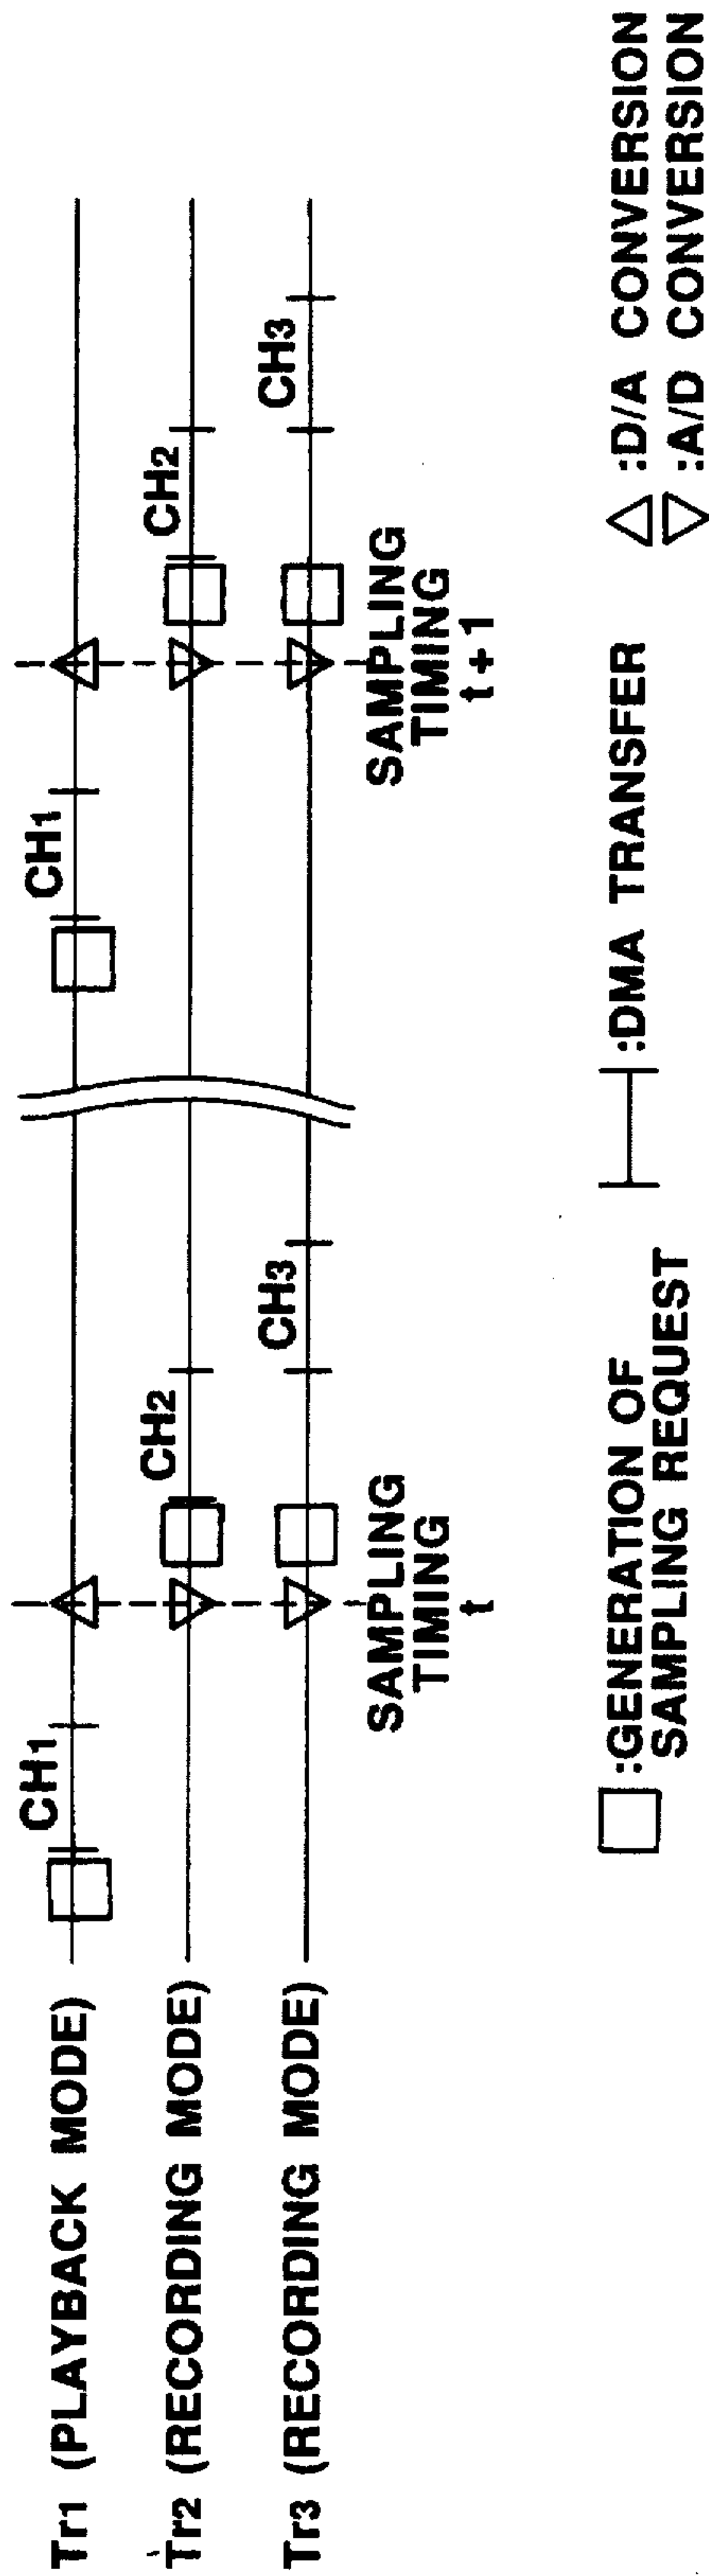 Tr1 (PLAYBACK MODE)
CH1
CH1
Tr2 (RECORDING MODE)
CH2
CH2
Tr3 (RECORDING MODE)
CH3
CH3
SAMPLING
TIMING
t
SAMPLING
TIMING
t+1
:GENERATION OF
SAMPLING REQUEST
:DMA TRANSFER
:D/A CONVERSION
:A/D CONVERSION